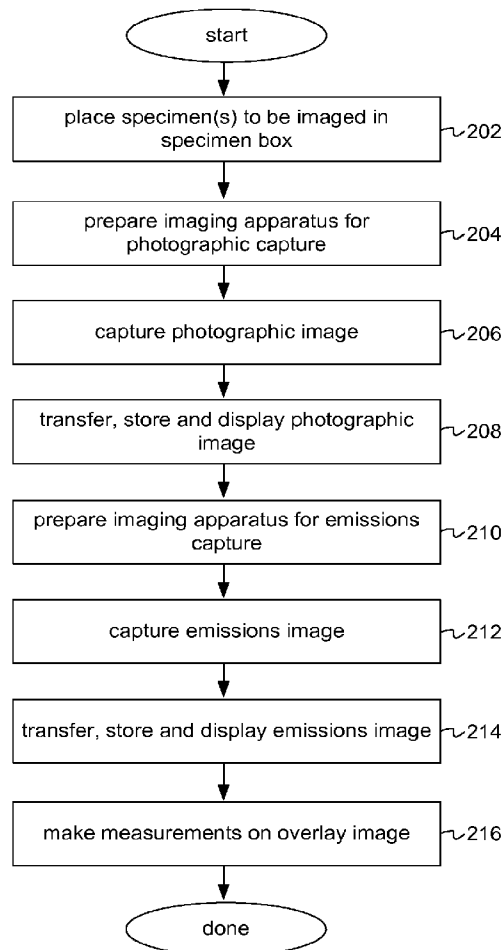 start
place specimen(s) to be imaged in
specimen box
202
prepare imaging apparatus for
photographic capture
204
capture photographic image
206
transfer, store and display photographic
image
208
prepare imaging apparatus for emissions
capture
210
capture emissions image
212
transfer, store and display emissions image
214
make measurements on overlay image
216
done